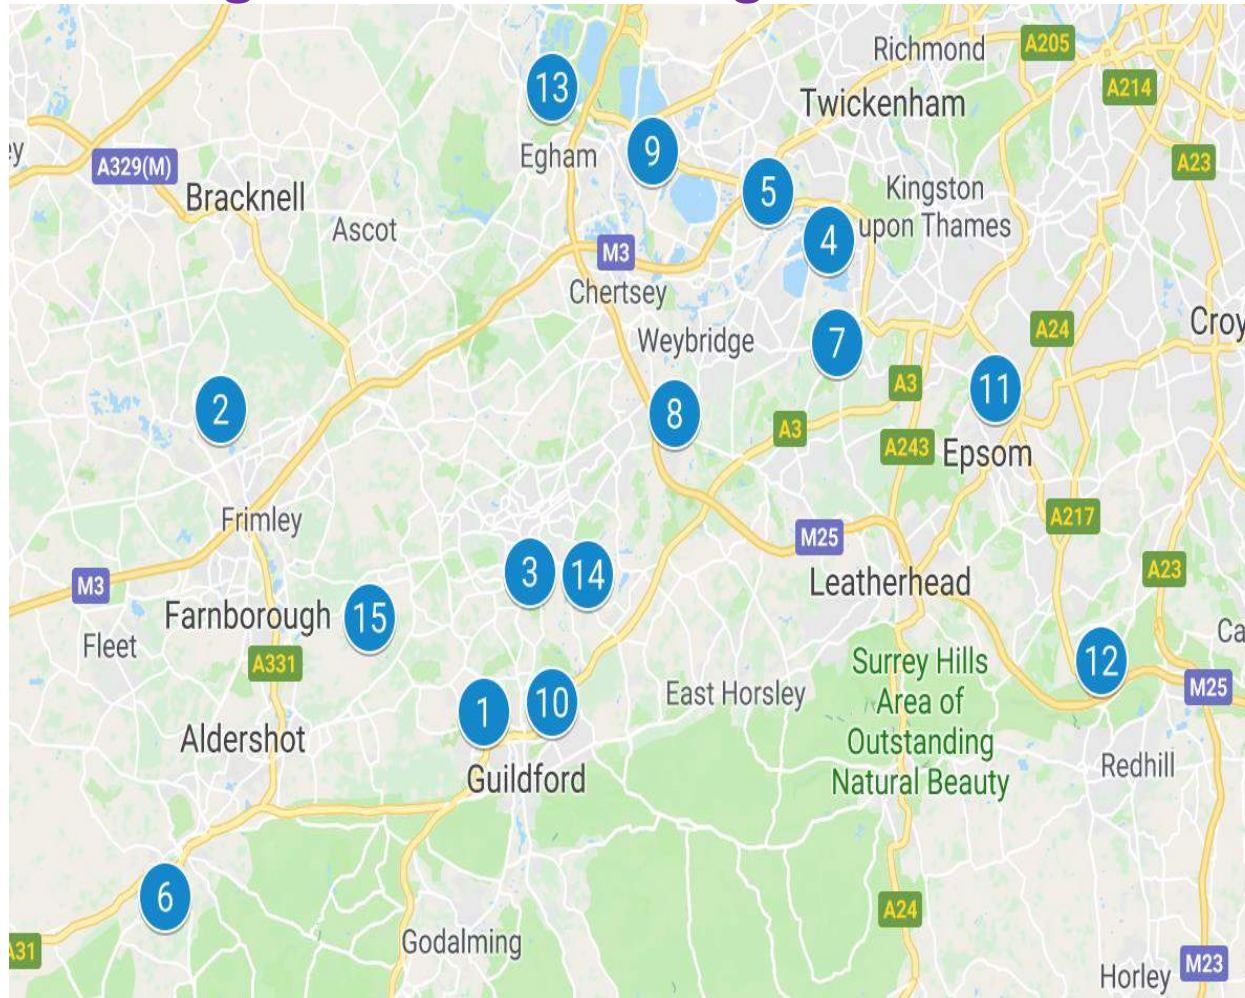 Richmond
A205
13
Twickenham
A214
9
Egham
A329(M)
A23
Bracknell
5
Kingston
upon Thames
Ascot
4
M3
Chertsey
Weybridge
7
A24
Croy
2
8
A3
11
A3
A243
Epsom
Frimley
A217
M25
3
14
Leatherhead
A23
M3
Farnborough
15
Fleet
A331
Ca
Surrey Hills
Area of
Outstanding
Natural Beauty
12
M25
East Horsley
1
10
Aldershot
Guildford
Redhill
6
A24
Godalming
A31
Horley
M23